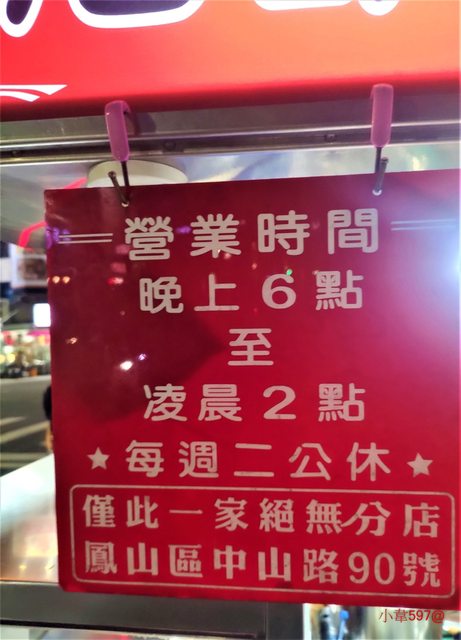 營業時間
晚上6點
至
凌晨2點
★每週二公休★
僅此一家絕無分店
鳳山區中山路90號
小韋597@